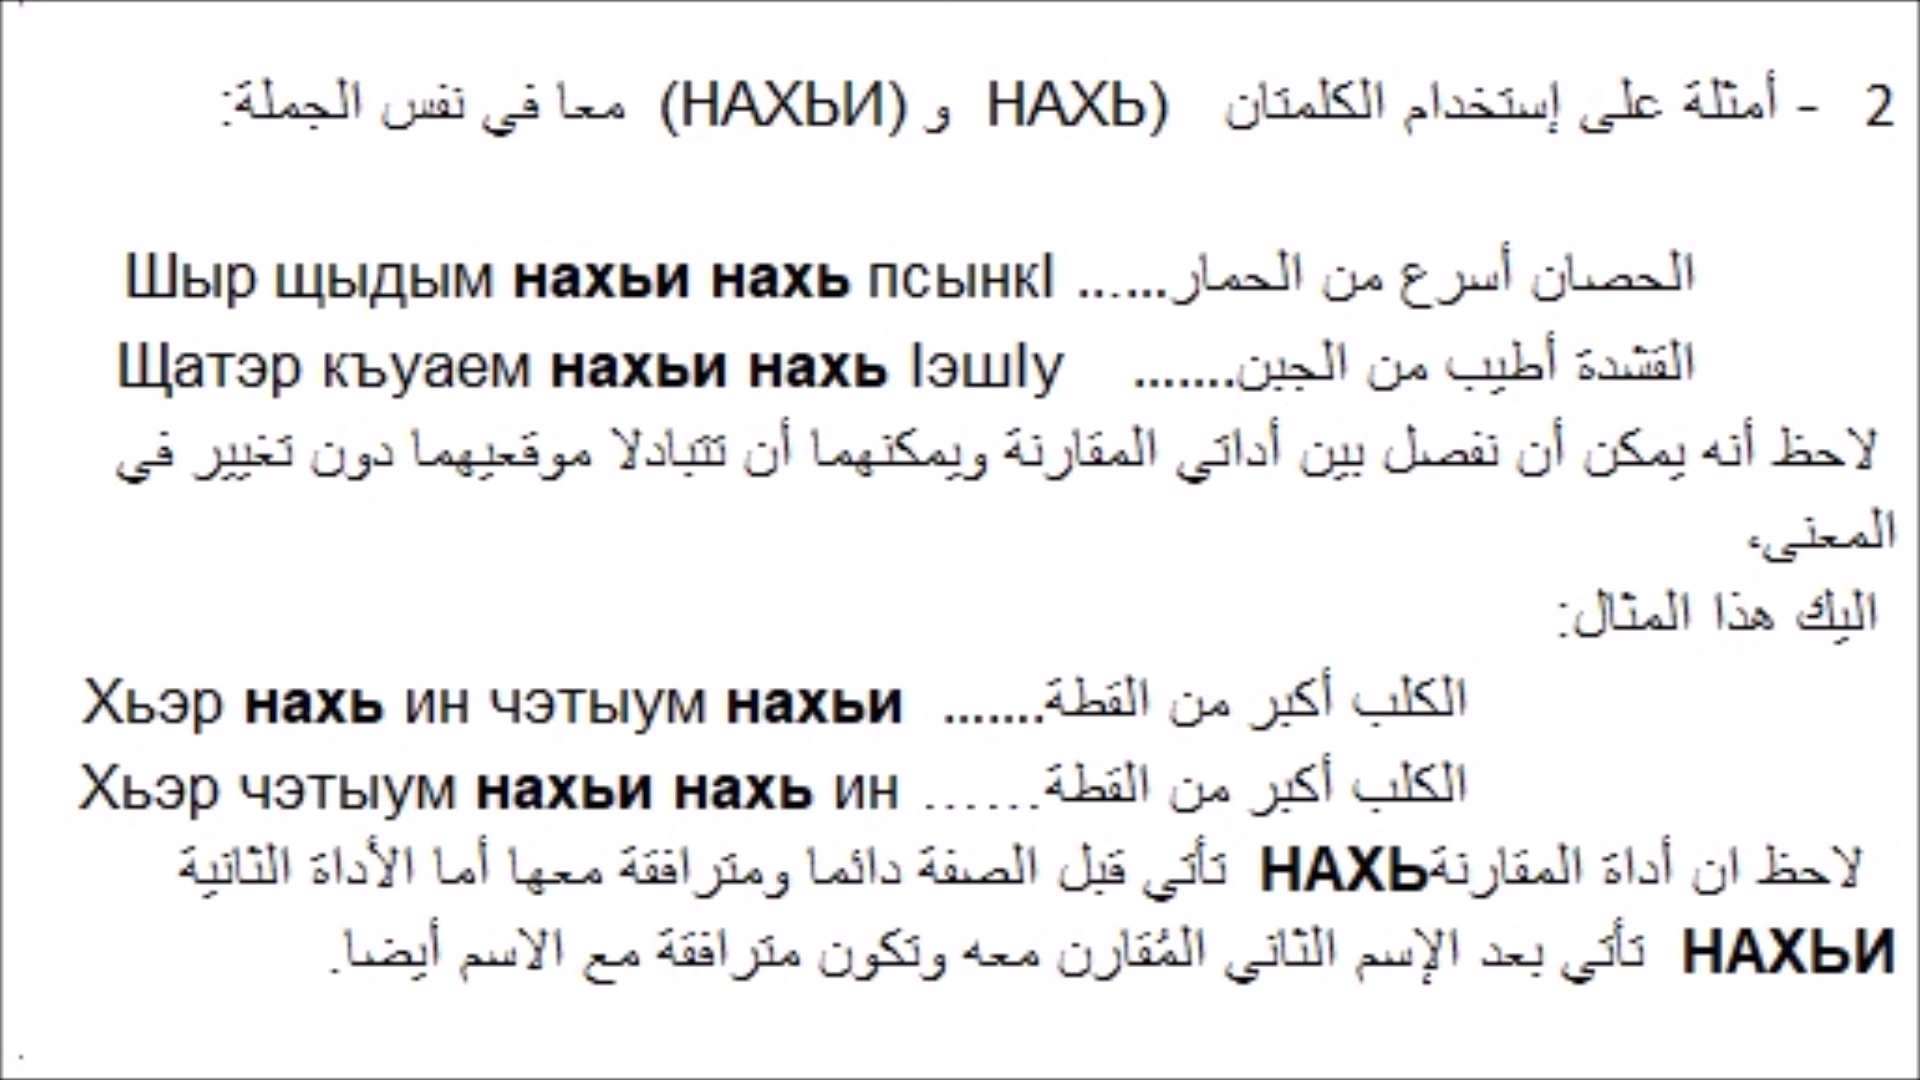 2 - أمثلة على إستخدام الكلمتان (НАХЬ و НАХЬИ) معا في نفس الجملة:
الحصان أسرع من الحمار...... Шыр щыдым нахьи нахь псынкӀ
القشدة أطيب من الجبن....... Щатэр къуаем нахьи нахь ӀэшӀу
لاحظ أنه يمكن أن نفصل بين أداتي المقارنة ويمكنهما أن تتبادلا موقعيهما دون تغيير في
المعنى،
اليك هذا المثال:
الكلب أكبر من القطة....... Хьэр нахь ин чэтыум нахьи
الكلب أكبر من القطة...... Хьэр чэтыум нахьи нахь ин
لاحظ ان أداة المقارنةНАХЬ تأتي قبل الصفة دائما ومترافقة معها أما الأداة الثانية
НАХЬИ تأتي بعد الإسم الثاني المُقارن معه وتكون مترافقة مع الاسم أيضا.